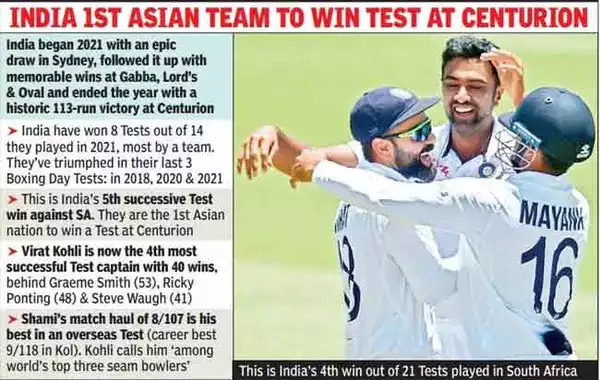 INDIA 1ST ASIAN TEAM TO WIN TEST AT CENTURION
India began 2021 with an epic
draw in Sydney, followed it up with
memorable wins at Gabba, Lord's
& Oval and ended the year with a
historic 113-run victory at Centurion
➤ India have won 8 Tests out of 14
they played in 2021, most by a team.
They've triumphed in their last 3
Boxing Day Tests: in 2018, 2020 & 2021
➤ This is India's 5th successive Test
win against SA. They are the 1st Asian
nation to win a Test at Centurion
➤ Virat Kohli is now the 4th most
successful Test captain with 40 wins,
behind Graeme Smith (53), Ricky
Ponting (48) & Steve Waugh (41)
➤ Shami's match haul of 8/107 is his
best in an overseas Test (career best
9/118 in Kol). Kohli calls him 'among
world's top three seam bowlers'
VIRAT
18
MAYANK
16
This is India's 4th win out of 21 Tests played in South Africa